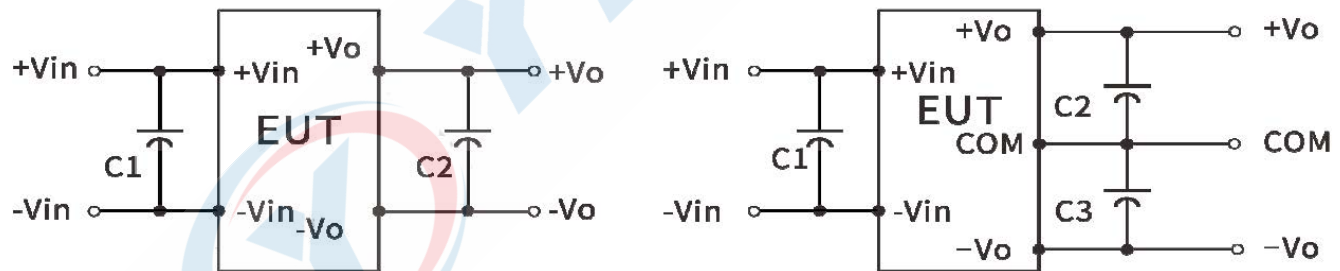 +Vo
+Vin +Vin +Vo
EUT
C1 C2
-Vin -Vin -Vo
-Vo
+Vo +Vo
+Vin +Vin
C2
EUT
COM COM
C1
C3
-Vin -Vin
−Vo −Vo